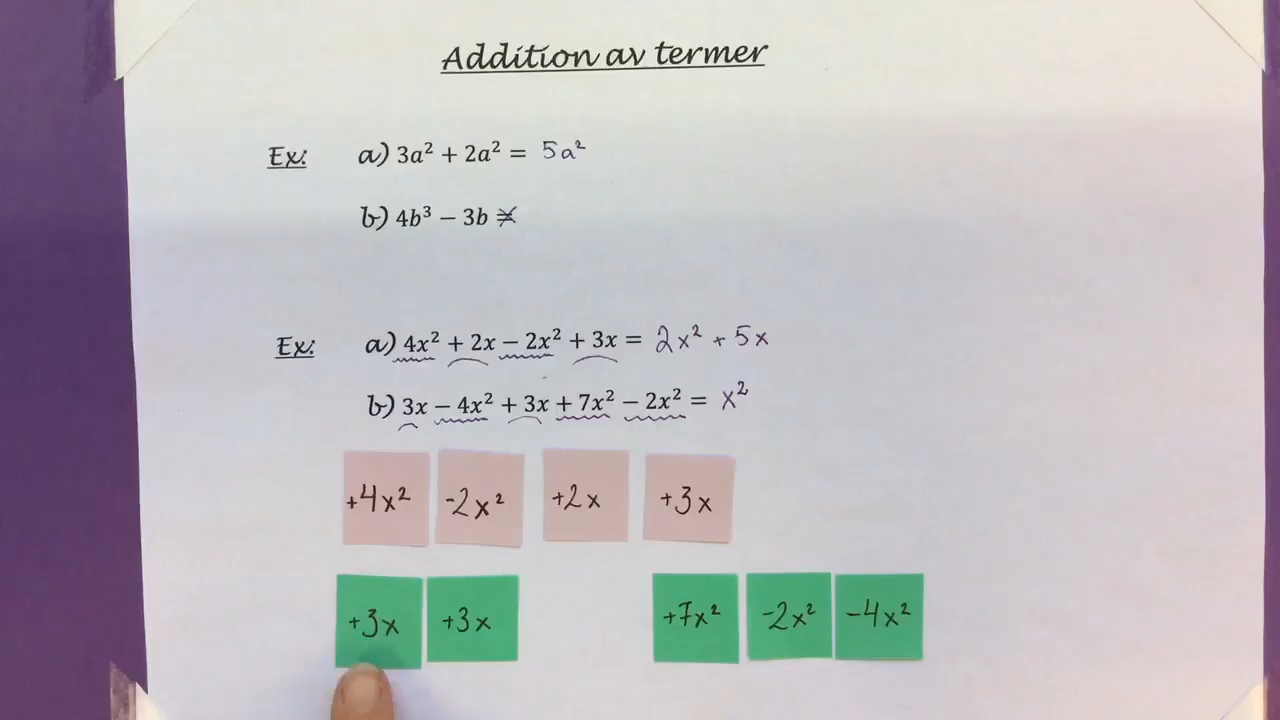 Addition av termer
Ex: a) 3a² + 2a² = 5a²
b) 4b³ − 3b ≠
Ex: a) 4x² + 2x − 2x² + 3x = 2x² + 5x
b) 3x − 4x² + 3x + 7x² − 2x² = x²
+4x² -2x² +2x +3x
+3x +3x +7x² -2x² -4x²